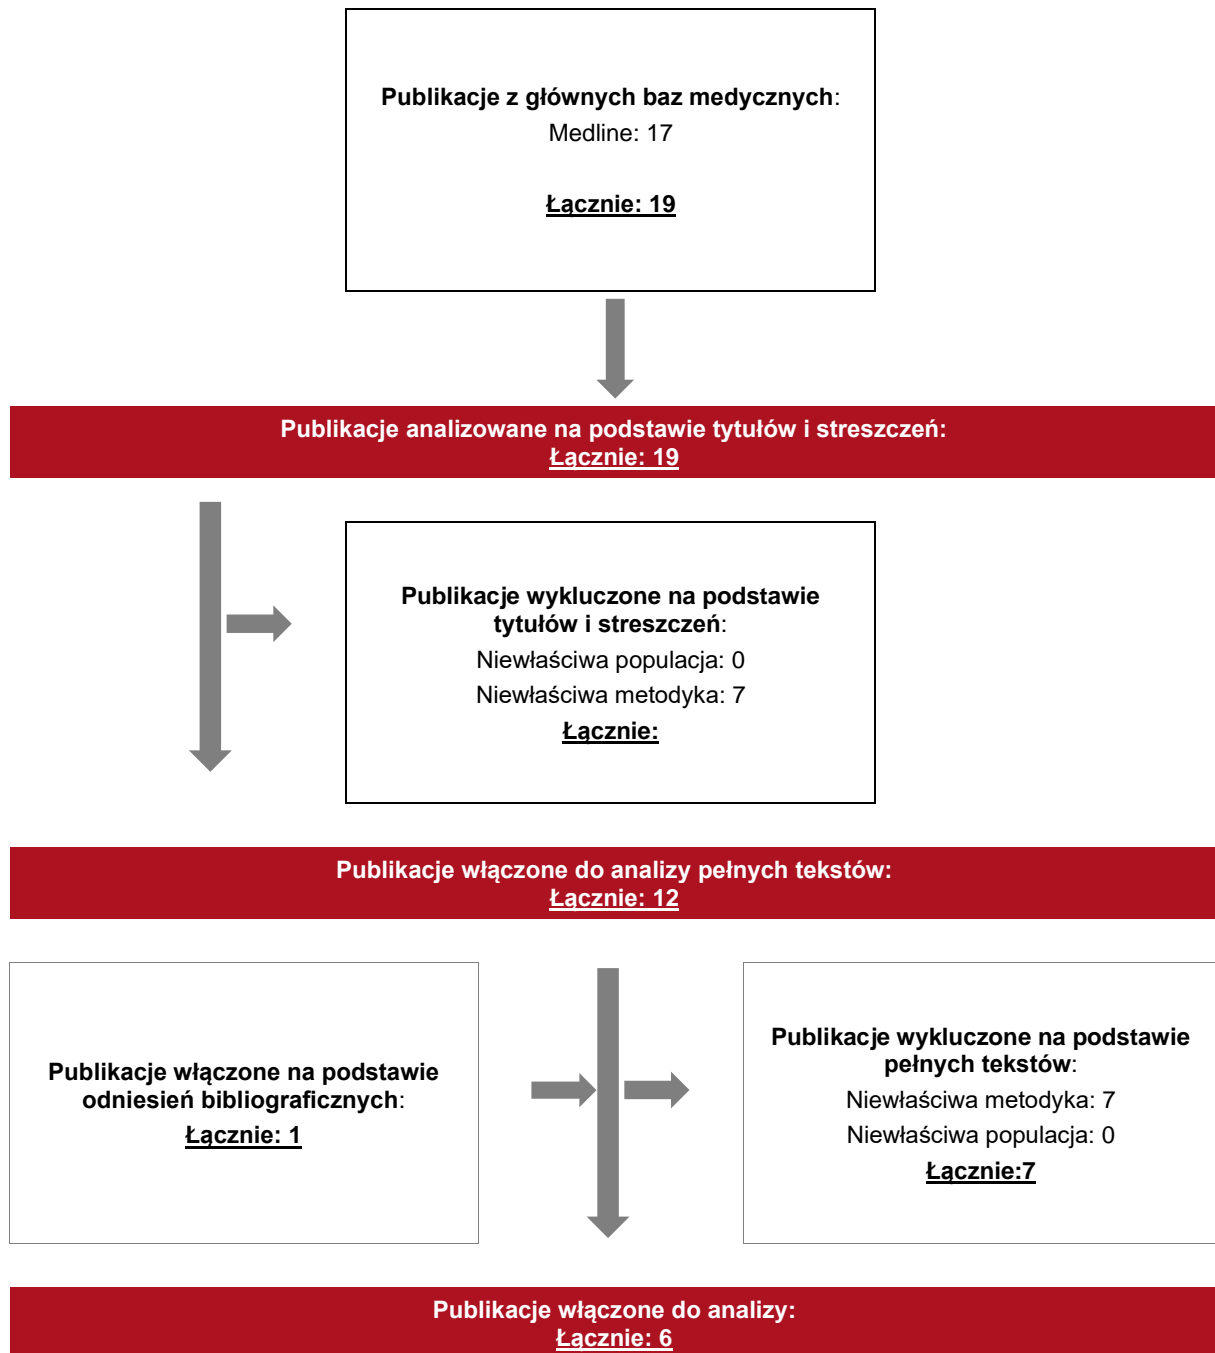 Publikacje z głównych baz medycznych:
Medline: 17
Łącznie: 19
Publikacje analizowane na podstawie tytułów i streszczeń:
Łącznie: 19
Publikacje wykluczone na podstawie
tytułów i streszczeń:
Niewłaściwa populacja: 0
Niewłaściwa metodyka: 7
Łącznie:
Publikacje włączone do analizy pełnych tekstów:
Łącznie: 12
Publikacje włączone na podstawie
odniesień bibliograficznych:
Łącznie: 1
Publikacje wykluczone na podstawie
pełnych tekstów:
Niewłaściwa metodyka: 7
Niewłaściwa populacja: 0
Łącznie:7
Publikacje włączone do analizy:
Łącznie: 6